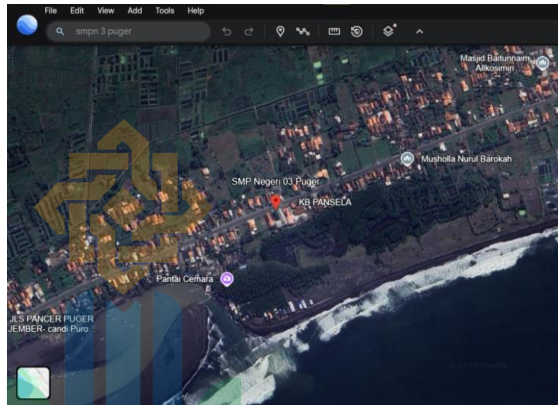 File Edit View Add Tools Help
smpn 3 puger
Masjid Baitunnaim
Alkosimin
Musholla Nurul Barokah
SMP Negeri 03 Puger
KB PANSELA
Pantai Cemara
JLS PANCER PUGER
JEMBER- candi Puro...